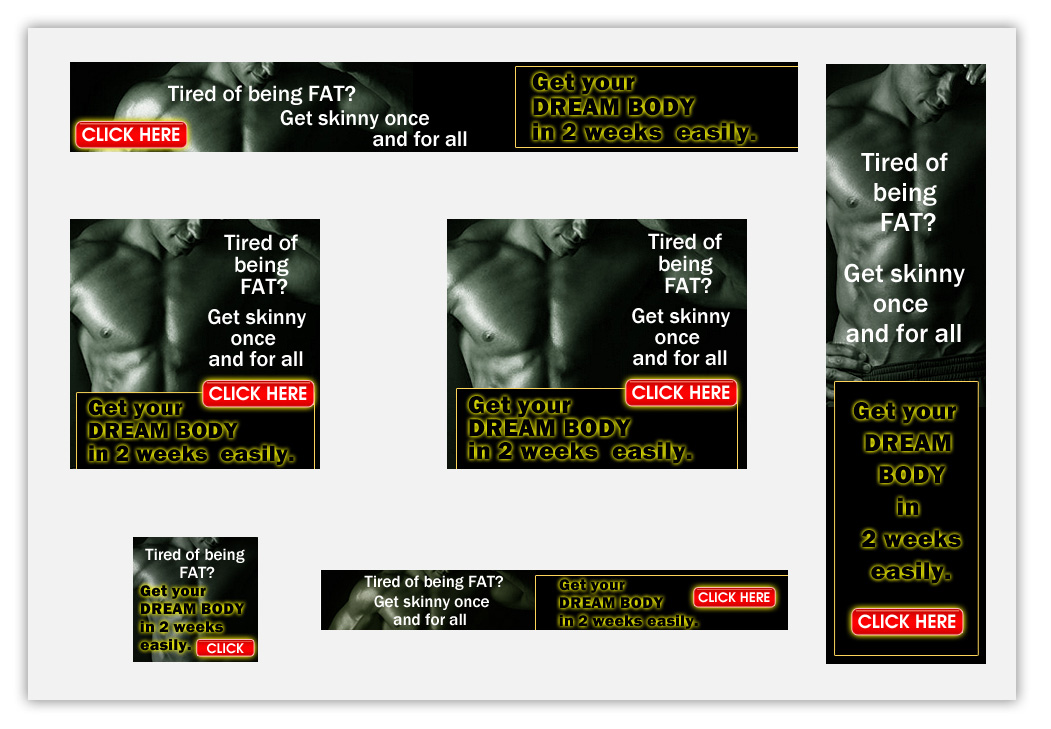 Tired of being FAT?
Get skinny once
and for all
CLICK HERE
Get your
DREAM BODY
in 2 weeks easily.
Tired of
being
FAT?
Get skinny
once
and for all
Get your
DREAM
BODY
in
2 weeks
easily.
CLICK HERE
Tired of
being
FAT?
Get skinny
once
and for all
CLICK HERE
Get your
DREAM BODY
in 2 weeks easily.
Tired of
being
FAT?
Get skinny
once
and for all
CLICK HERE
Get your
DREAM BODY
in 2 weeks easily.
Tired of being
FAT?
Get your
DREAM BODY
in 2 weeks
easily.
CLICK
Tired of being FAT?
Get skinny once
and for all
Get your
DREAM BODY
in 2 weeks easily.
CLICK HERE